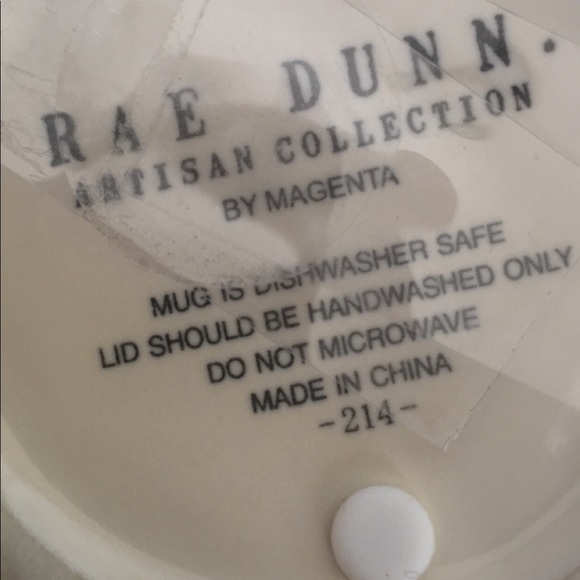 RAE DUNN.
ARTISAN COLLECTION
BY MAGENTA
MUG IS DISHWASHER SAFE
LID SHOULD BE HANDWASHED ONLY
DO NOT MICROWAVE
MADE IN CHINA
-214-